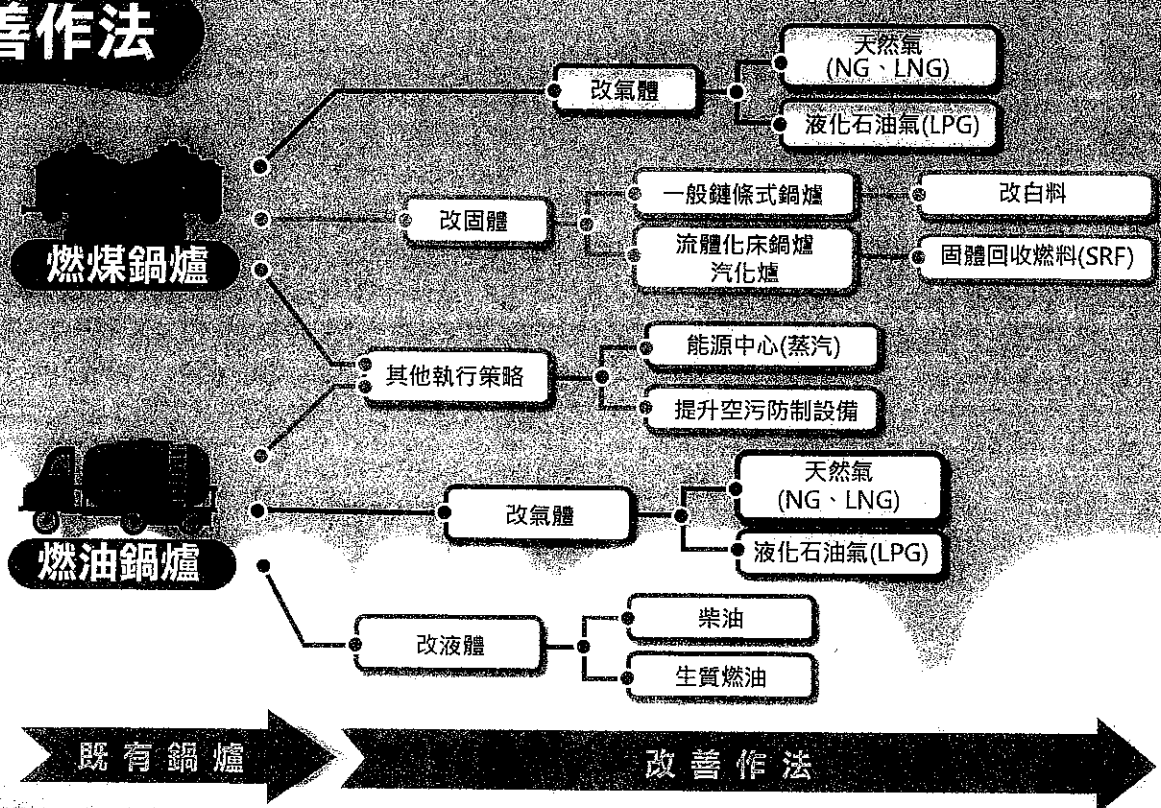 善作法
天然氣
(NG、LNG)
改氣體
液化石油氣(LPG)
一般鏈條式鍋爐
改白料
改固體
流體化床鍋爐
汽化爐
固體回收燃料(SRF)
燃煤鍋爐
能源中心(蒸汽)
其他執行策略
提升空污防制設備
天然氣
(NG、LNG)
改氣體
液化石油氣(LPG)
燃油鍋爐
柴油
改液體
生質燃油
既有鍋爐
改善作法